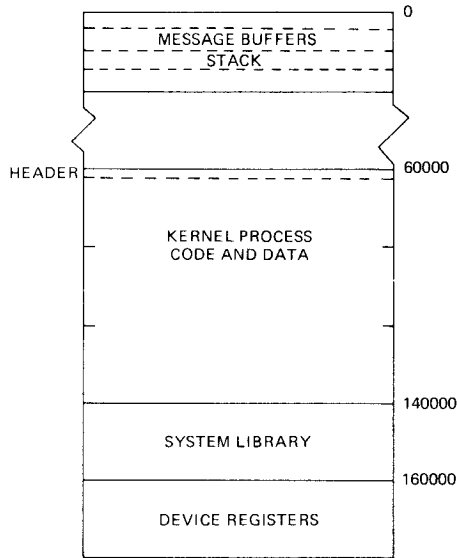 0
MESSAGE BUFFERS
STACK
60000
HEADER
KERNEL PROCESS
CODE AND DATA
140000
SYSTEM LIBRARY
160000
DEVICE REGISTERS